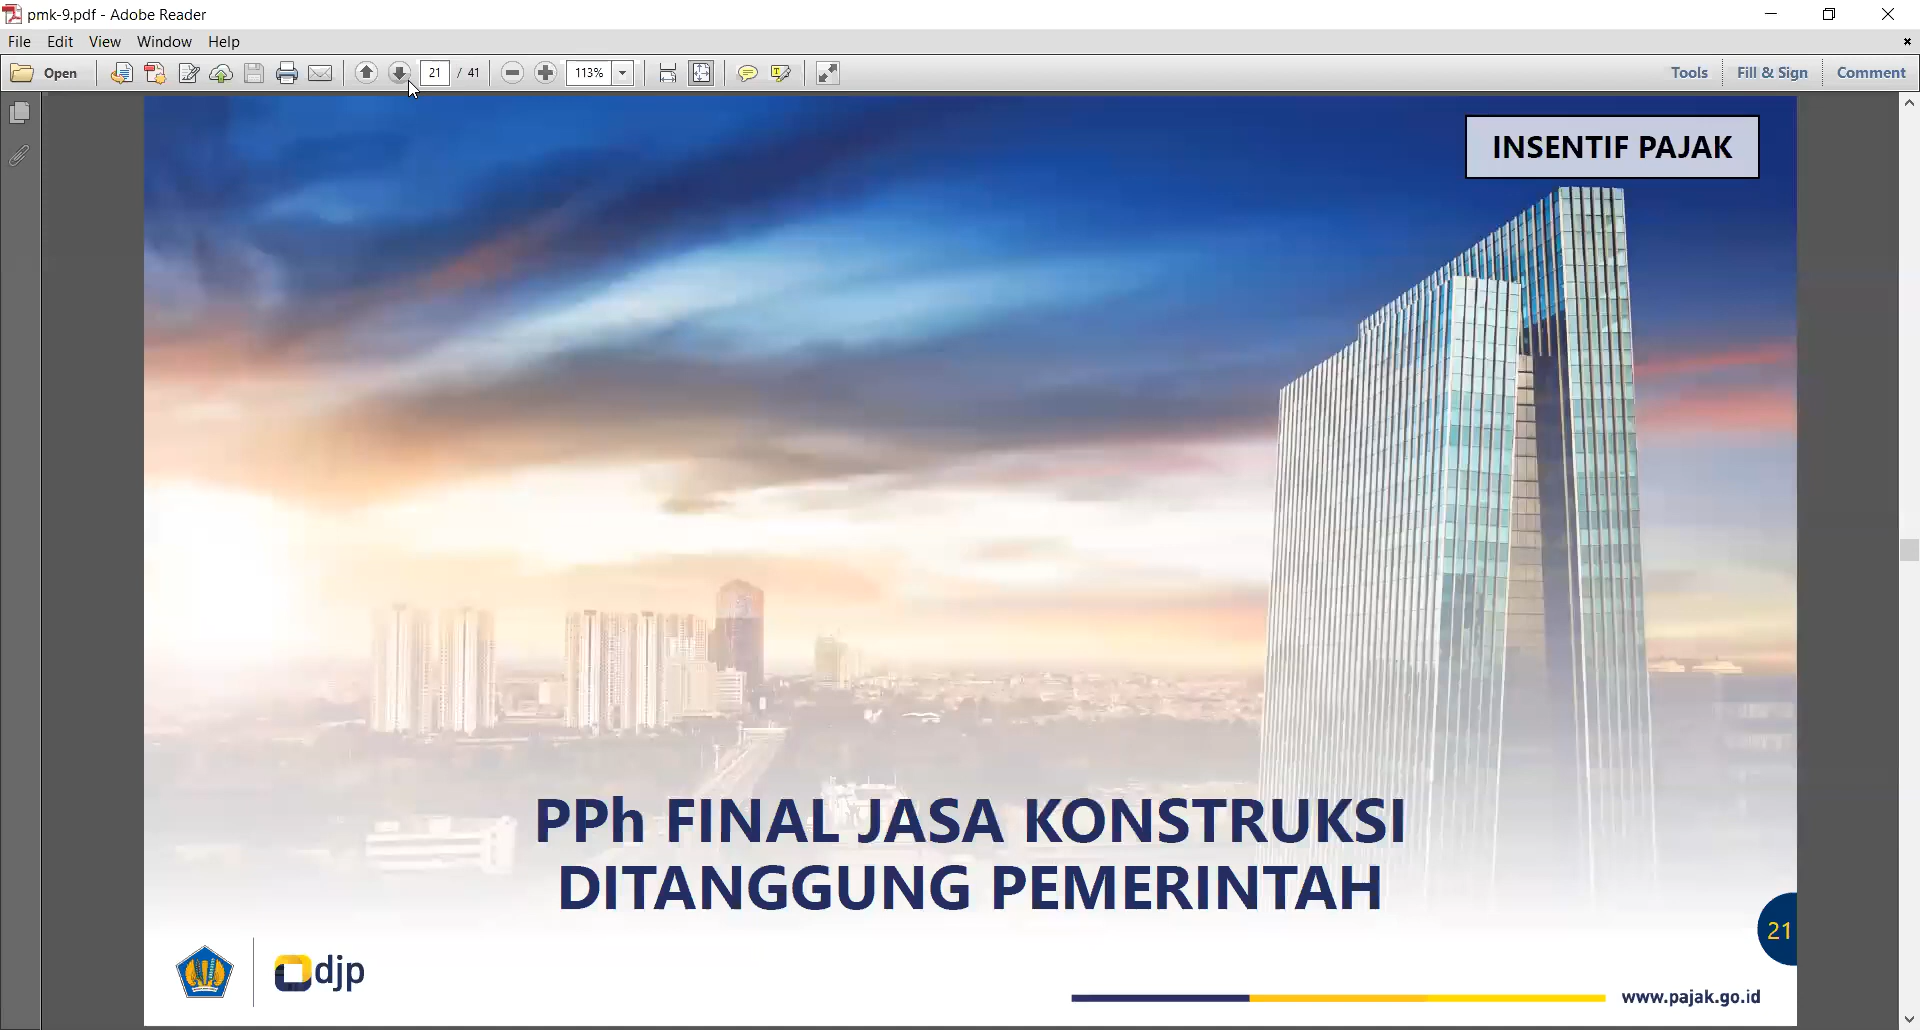 pmk-9.pdf - Adobe Reader
File Edit View Window Help
Open 21 / 41 113% Tools Fill & Sign Comment
INSENTIF PAJAK
PPh FINAL JASA KONSTRUKSI
DITANGGUNG PEMERINTAH
21
djp
www.pajak.go.id